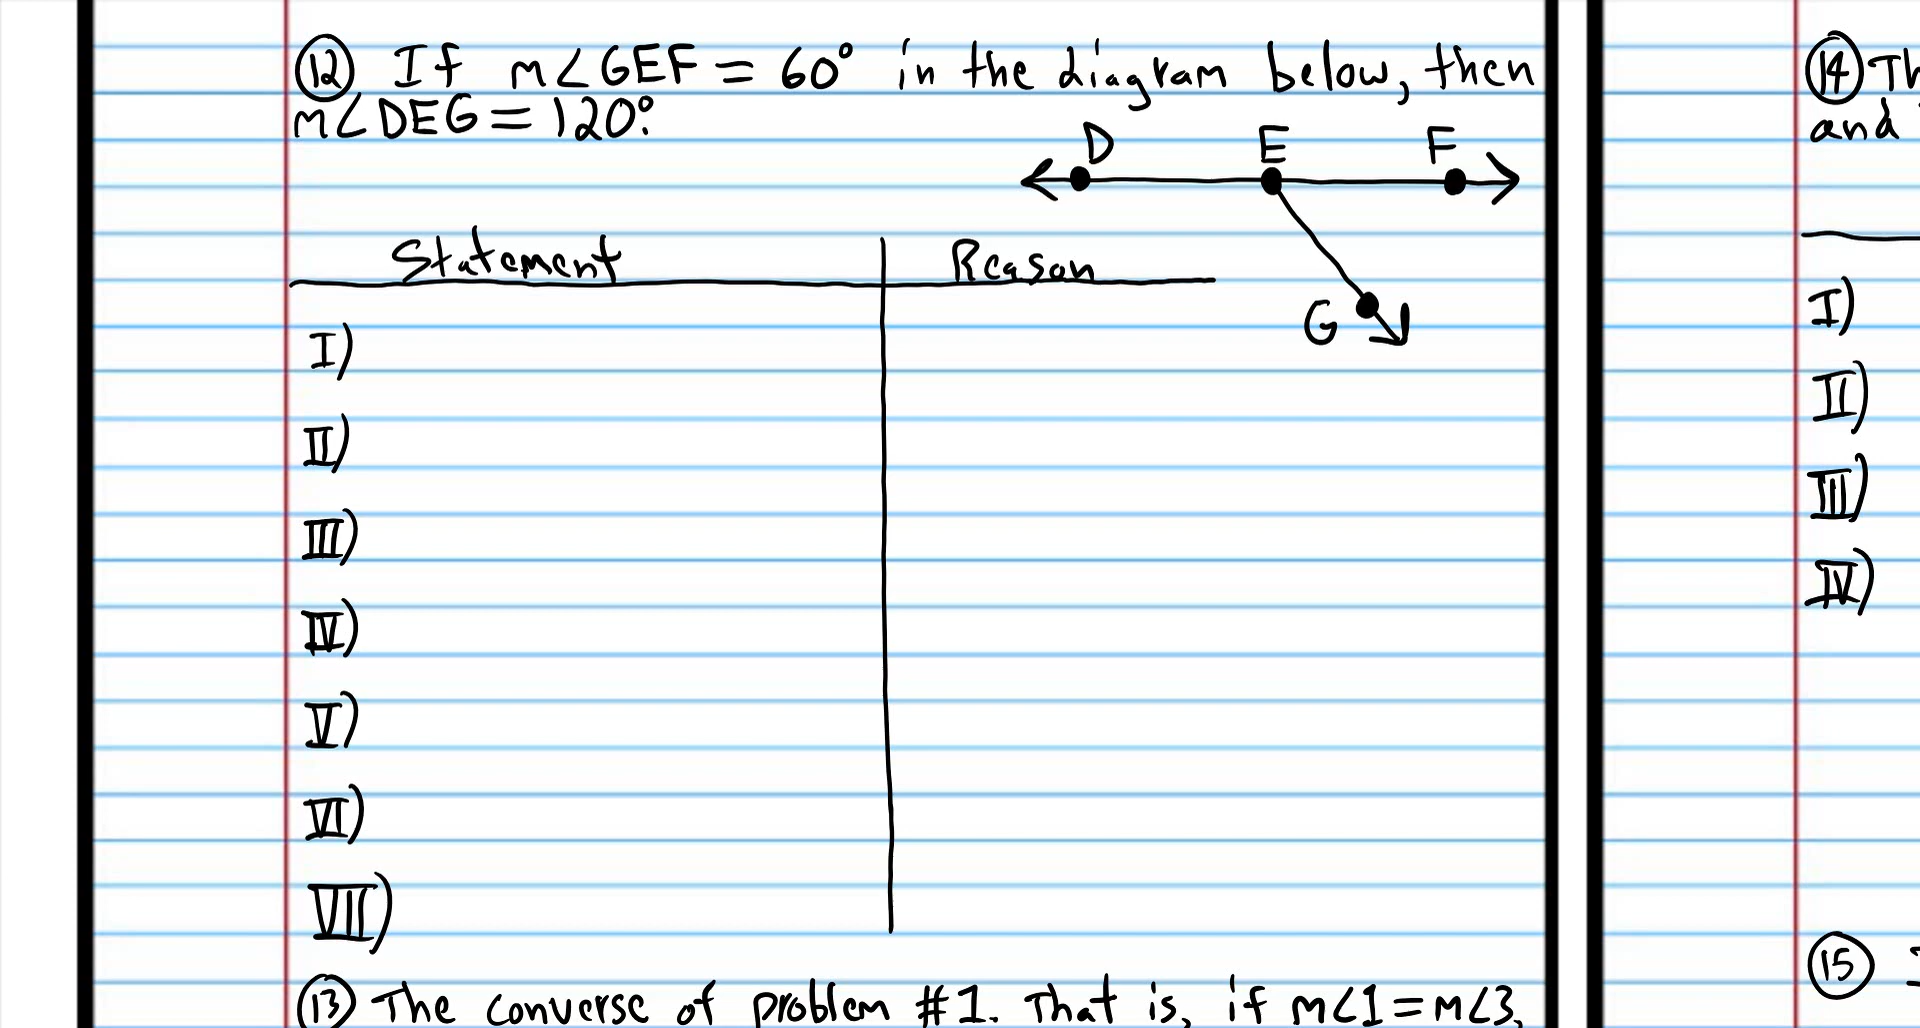 12 If m∠GEF = 60° in the diagram below, then
m∠DEG = 120°.
D E F
G
Statement Reason
I)
II)
III)
IV)
V)
VI)
VII)
13 The converse of problem #1. That is, if m∠1 = m∠3,
14 Th
and
I)
II)
III)
IV)
15